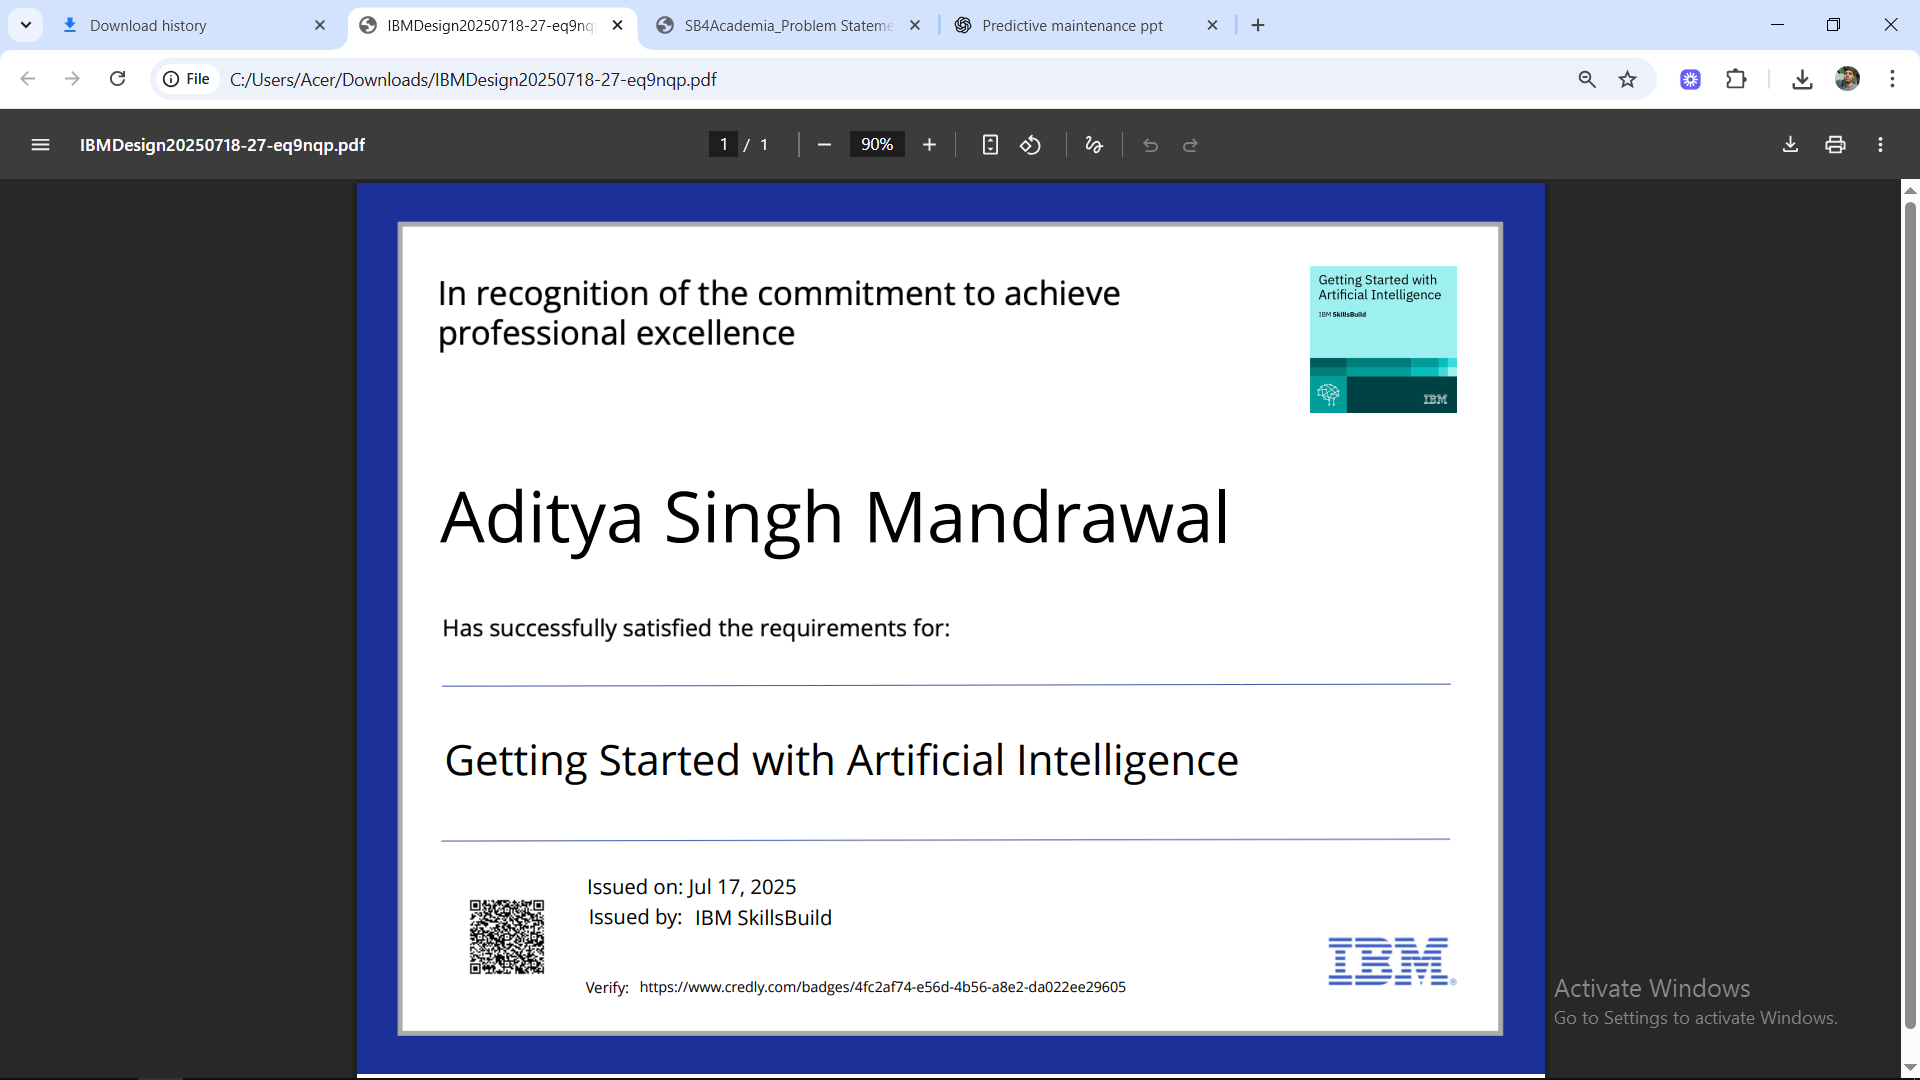 Download history
IBMDesign20250718-27-eq9nq
SB4Academia_Problem Stateme
Predictive maintenance ppt
File
C:/Users/Acer/Downloads/IBMDesign20250718-27-eq9nqp.pdf
IBMDesign20250718-27-eq9nqp.pdf
1 / 1
90%
In recognition of the commitment to achieve
professional excellence
Getting Started with
Artificial Intelligence
IBM SkillsBuild
IBM
Aditya Singh Mandrawal
Has successfully satisfied the requirements for:
Getting Started with Artificial Intelligence
Issued on: Jul 17, 2025
Issued by: IBM SkillsBuild
Verify: https://www.credly.com/badges/4fc2af74-e56d-4b56-a8e2-da022ee29605
IBM®
Activate Windows
Go to Settings to activate Windows.